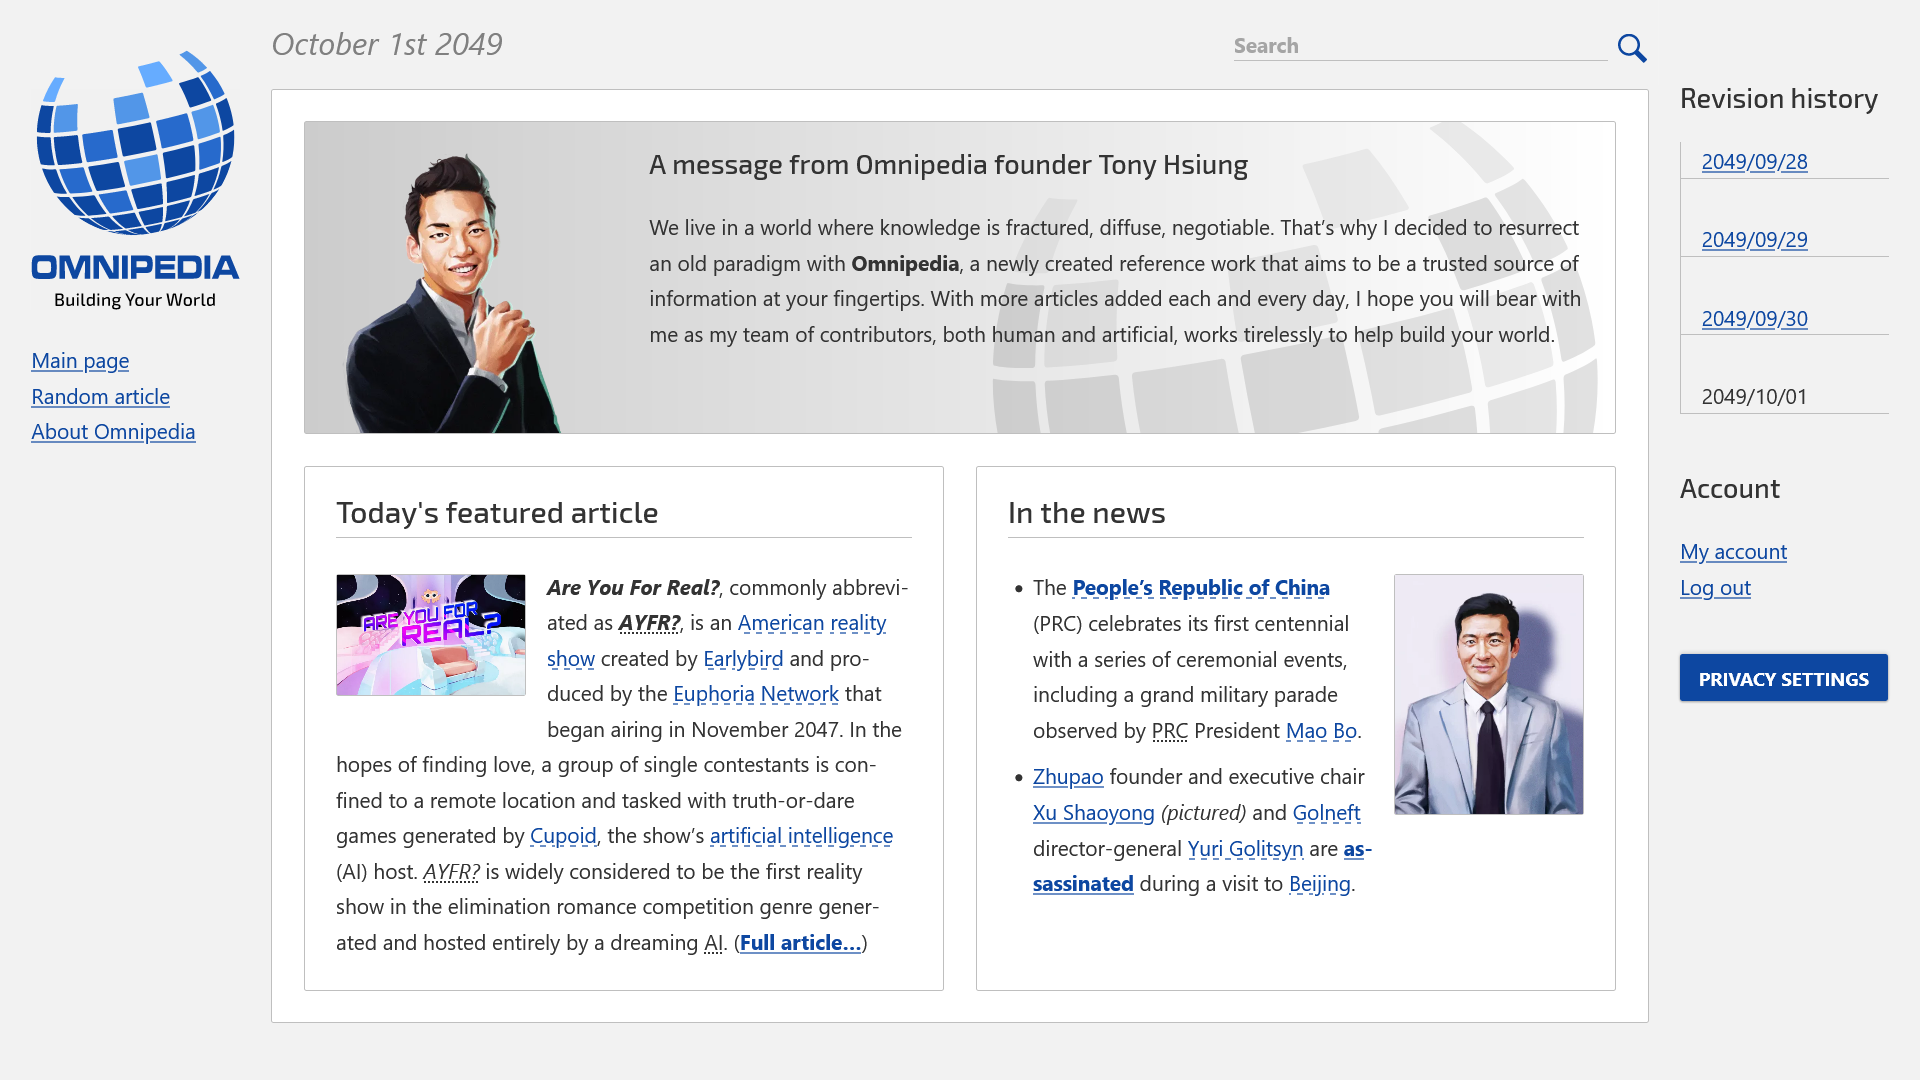 October 1st 2049
Search
OMNIPEDIA
Building Your World
Main page
Random article
About Omnipedia
A message from Omnipedia founder Tony Hsiung
We live in a world where knowledge is fractured, diffuse, negotiable. That’s why I decided to resurrect
an old paradigm with Omnipedia, a newly created reference work that aims to be a trusted source of
information at your fingertips. With more articles added each and every day, I hope you will bear with
me as my team of contributors, both human and artificial, works tirelessly to help build your world.
Today's featured article
ARE YOU FOR
REAL?
Are You For Real?, commonly abbrevi-
ated as AYFR?, is an American reality
show created by Earlybird and pro-
duced by the Euphoria Network that
began airing in November 2047. In the
hopes of finding love, a group of single contestants is con-
fined to a remote location and tasked with truth-or-dare
games generated by Cupoid, the show’s artificial intelligence
(AI) host. AYFR? is widely considered to be the first reality
show in the elimination romance competition genre gener-
ated and hosted entirely by a dreaming AI. (Full article…)
In the news
• The People’s Republic of China
(PRC) celebrates its first centennial
with a series of ceremonial events,
including a grand military parade
observed by PRC President Mao Bo.
• Zhupao founder and executive chair
Xu Shaoyong (pictured) and Golneft
director-general Yuri Golitsyn are as-
sassinated during a visit to Beijing.
Revision history
2049/09/28
2049/09/29
2049/09/30
2049/10/01
Account
My account
Log out
PRIVACY SETTINGS